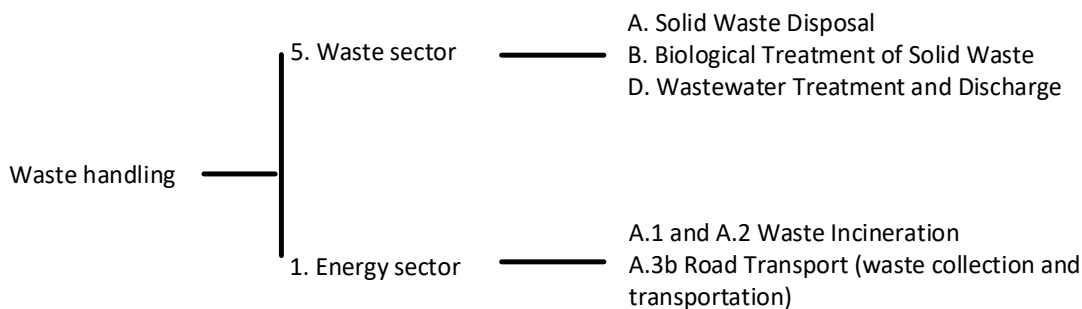 Waste handling
5. Waste sector
A. Solid Waste Disposal
B. Biological Treatment of Solid Waste
D. Wastewater Treatment and Discharge
1. Energy sector
A.1 and A.2 Waste Incineration
A.3b Road Transport (waste collection and
transportation)